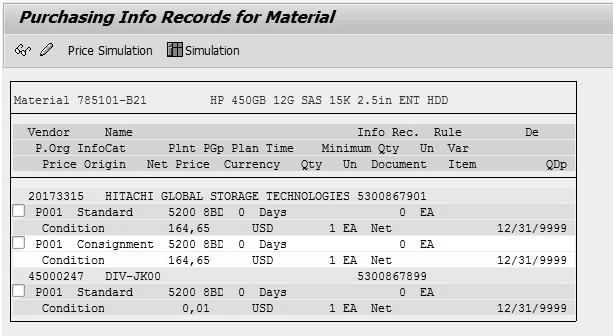 Purchasing Info Records for Material
Price Simulation Simulation
Material 785101-B21 HP 450GB 12G SAS 15K 2.5in ENT HDD
Vendor Name Info Rec. Rule De
P.Org InfoCat Plnt PGp Plan Time Minimum Qty Un Var
Price Origin Net Price Currency Qty Un Document Item QDp
20173315 HITACHI GLOBAL STORAGE TECHNOLOGIES 5300867901
P001 Standard 5200 8BD 0 Days 0 EA
Condition 164,65 USD 1 EA Net 12/31/9999
P001 Consignment 5200 8BD 0 Days 0 EA
Condition 164,65 USD 1 EA Net 12/31/9999
45000247 DIV-JK00 5300867899
P001 Standard 5200 8BD 0 Days 0 EA
Condition 0,01 USD 1 EA Net 12/31/9999